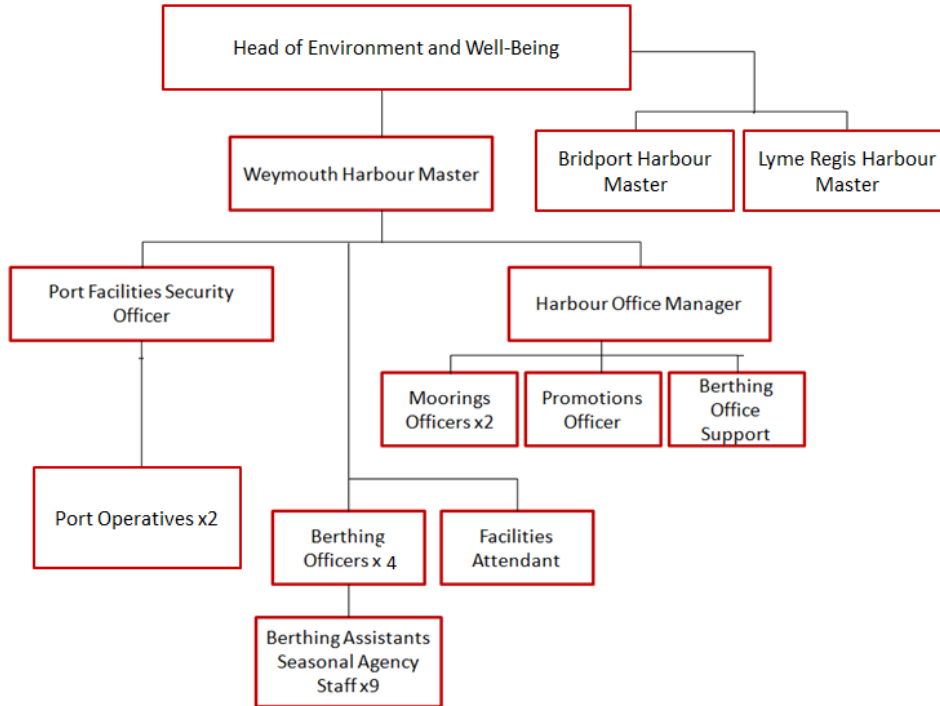 Head of Environment and Well-Being
Weymouth Harbour Master
Bridport Harbour
Master
Lyme Regis Harbour
Master
Port Facilities Security
Officer
Harbour Office Manager
Moorings
Officers x2
Promotions
Officer
Berthing
Office
Support
Port Operatives x2
Berthing
Officers x 4
Facilities
Attendant
Berthing Assistants
Seasonal Agency
Staff x9